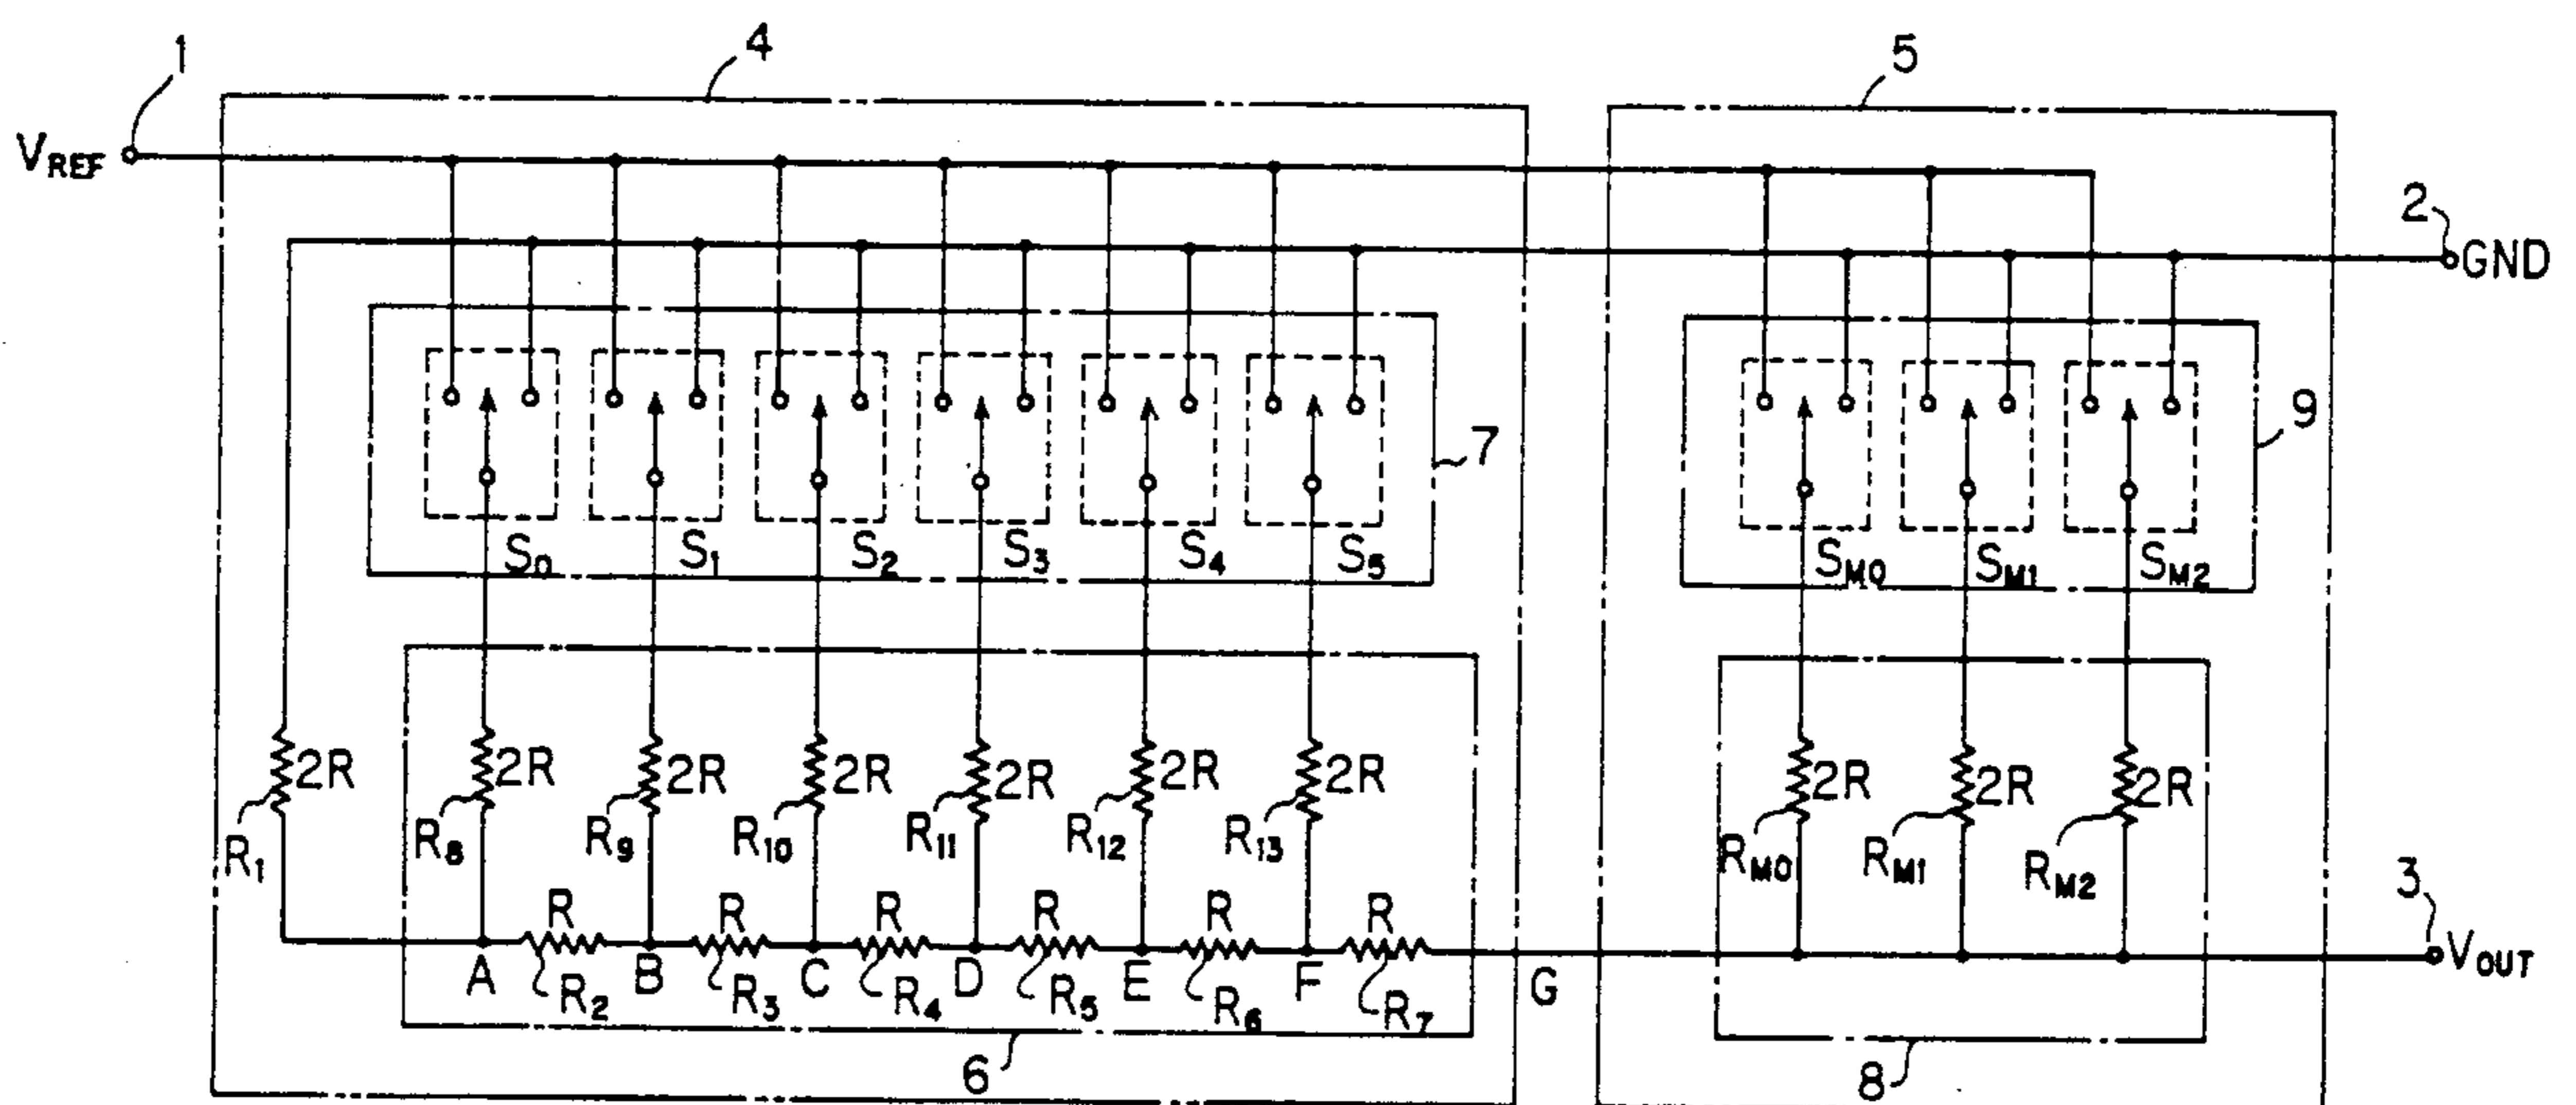 1
4
5
V_REF
2
GND
7
9
S0 S1 S2 S3 S4 S5
SM0 SM1 SM2
2R 2R 2R 2R 2R 2R 2R
2R 2R 2R
R1 R8 R9 R10 R11 R12 R13
RM0 RM1 RM2
3
R R R R R R
VOUT
A B C D E F G
R2 R3 R4 R5 R6 R7
6
8